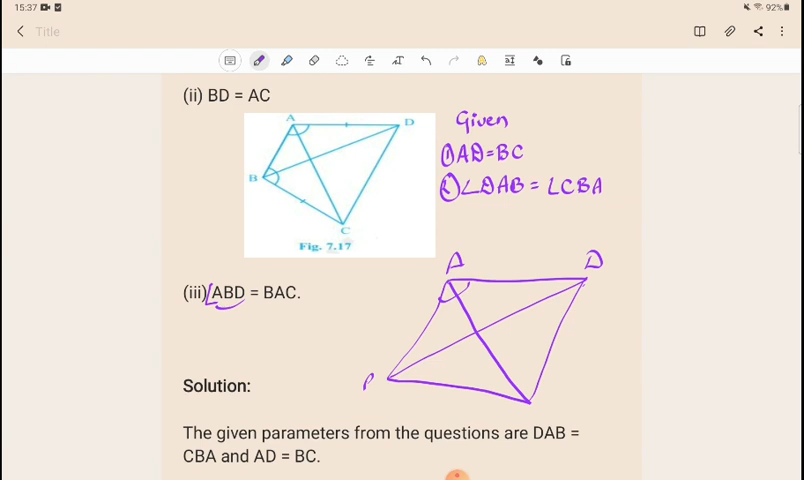 15:37
92%
Title
(ii) BD = AC
A
D
B
C
Fig. 7.17
Given
① AD = BC
② ∠DAB = ∠CBA
A
D
(iii) ∠ABD = BAC.
Solution:
The given parameters from the questions are DAB =
CBA and AD = BC.